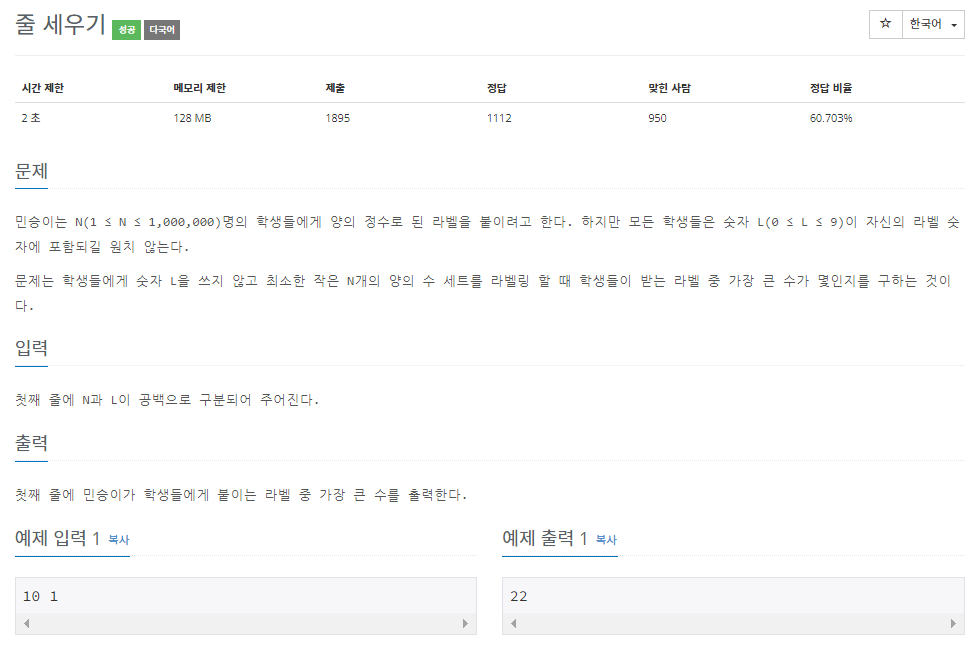 줄 세우기 성공 다국어
☆ 한국어
시간 제한 메모리 제한 제출 정답 맞힌 사람 정답 비율
2 초 128 MB 1895 1112 950 60.703%
문제
민승이는 N(1 ≤ N ≤ 1,000,000)명의 학생들에게 양의 정수로 된 라벨을 붙이려고 한다. 하지만 모든 학생들은 숫자 L(0 ≤ L ≤ 9)이 자신의 라벨 숫
자에 포함되길 원치 않는다.
문제는 학생들에게 숫자 L을 쓰지 않고 최소한 작은 N개의 양의 수 세트를 라벨링 할 때 학생들이 받는 라벨 중 가장 큰 수가 몇인지를 구하는 것이
다.
입력
첫째 줄에 N과 L이 공백으로 구분되어 주어진다.
출력
첫째 줄에 민승이가 학생들에게 붙이는 라벨 중 가장 큰 수를 출력한다.
예제 입력 1 복사
10 1
예제 출력 1 복사
22